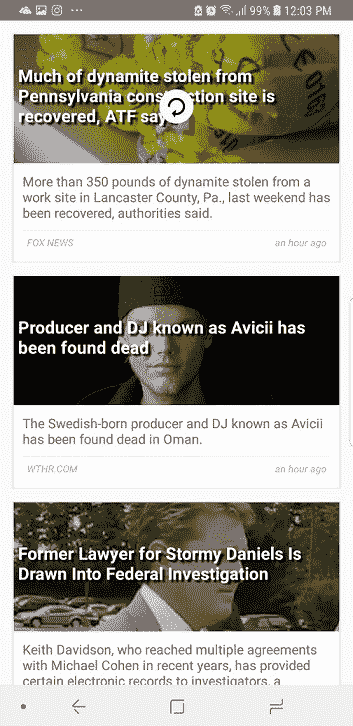 99% 12:03 PM
Much of dynamite stolen from
Pennsylvania cons ction site is
recovered, ATF say
More than 350 pounds of dynamite stolen from a
work site in Lancaster County, Pa., last weekend has
been recovered, authorities said.
FOX NEWS an hour ago
Producer and DJ known as Avicii has
been found dead
The Swedish-born producer and DJ known as Avicii
has been found dead in Oman.
WTHR.COM an hour ago
Former Lawyer for Stormy Daniels Is
Drawn Into Federal Investigation
Keith Davidson, who reached multiple agreements
with Michael Cohen in recent years, has provided
certain electronic records to investigators, a